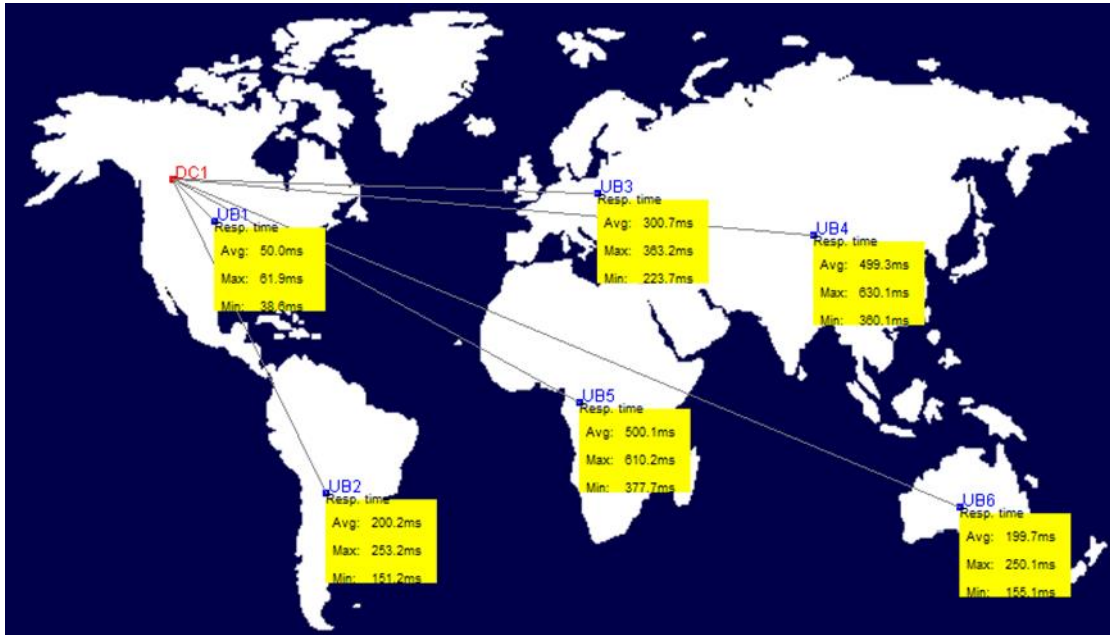 DC1
UB1
Resp. time
Avg: 50.0ms
Max: 61.9ms
Min: 38.6ms
UB3
Resp. time
Avg: 300.7ms
Max: 363.2ms
Min: 223.7ms
UB4
Resp. time
Avg: 499.3ms
Max: 630.1ms
Min: 360.1ms
UB5
Resp. time
Avg: 500.1ms
Max: 610.2ms
Min: 377.7ms
UB2
Resp. time
Avg: 200.2ms
Max: 253.2ms
Min: 151.2ms
UB6
Resp. time
Avg: 199.7ms
Max: 250.1ms
Min: 155.1ms